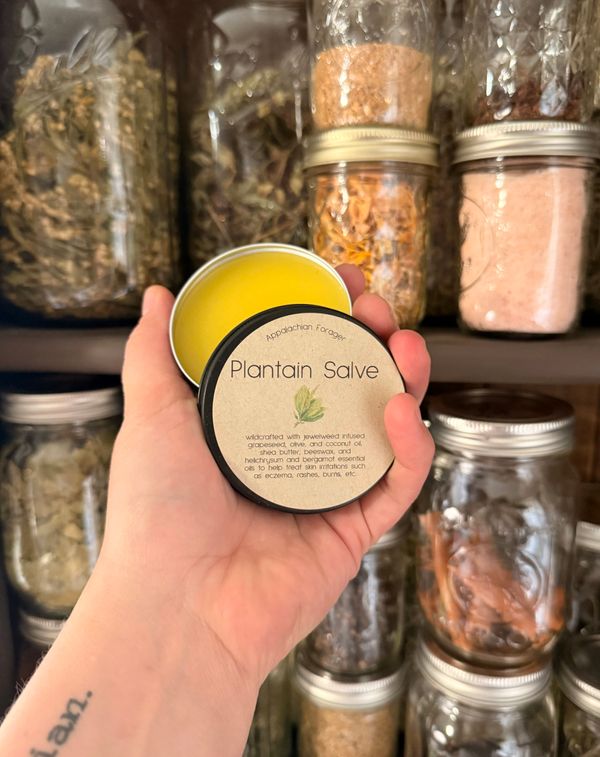 Appalachian Forager
Plantain Salve
wildcrafted with jewelweed infused
grapeseed, olive, and coconut oil,
shea butter, beeswax, and
helichrysum and bergamot essential
oils to help treat skin irritations such
as eczema, rashes, burns, etc...
ian.